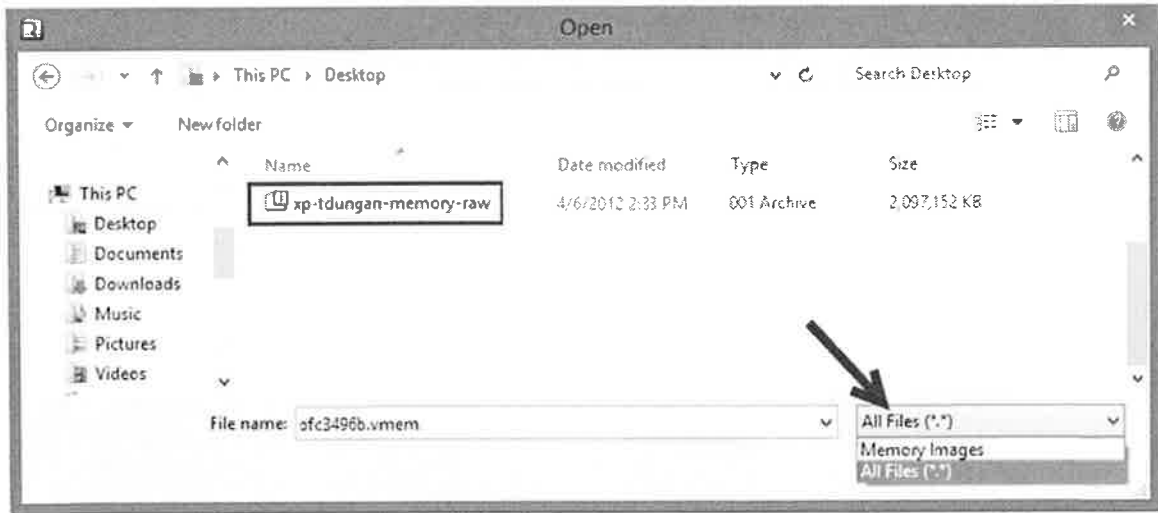 Open
This PC Desktop
Search Desktop
Organize New folder
Name Date modified Type Size
xp-tdungan-memory-raw 4/6/2012 2:33 PM 001 Archive 2,097,152 KB
This PC
Desktop
Documents
Downloads
Music
Pictures
Videos
File name: ofc3496b.vmem All Files (*.*)
Memory Images
All Files (*.*)